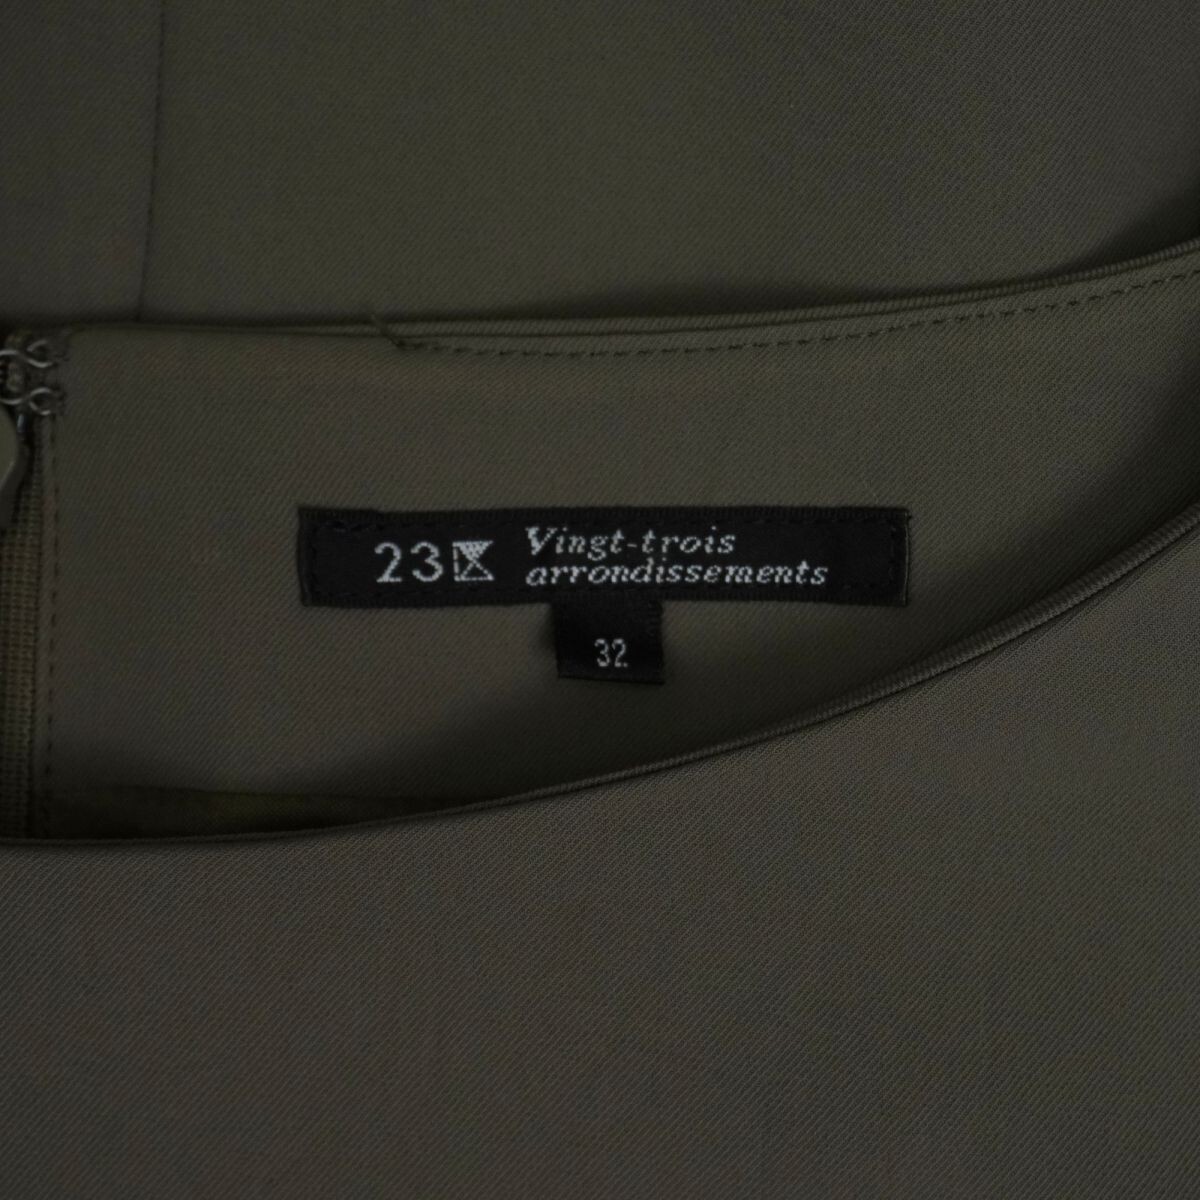 23区 Vingt-trois
arrondissements
32